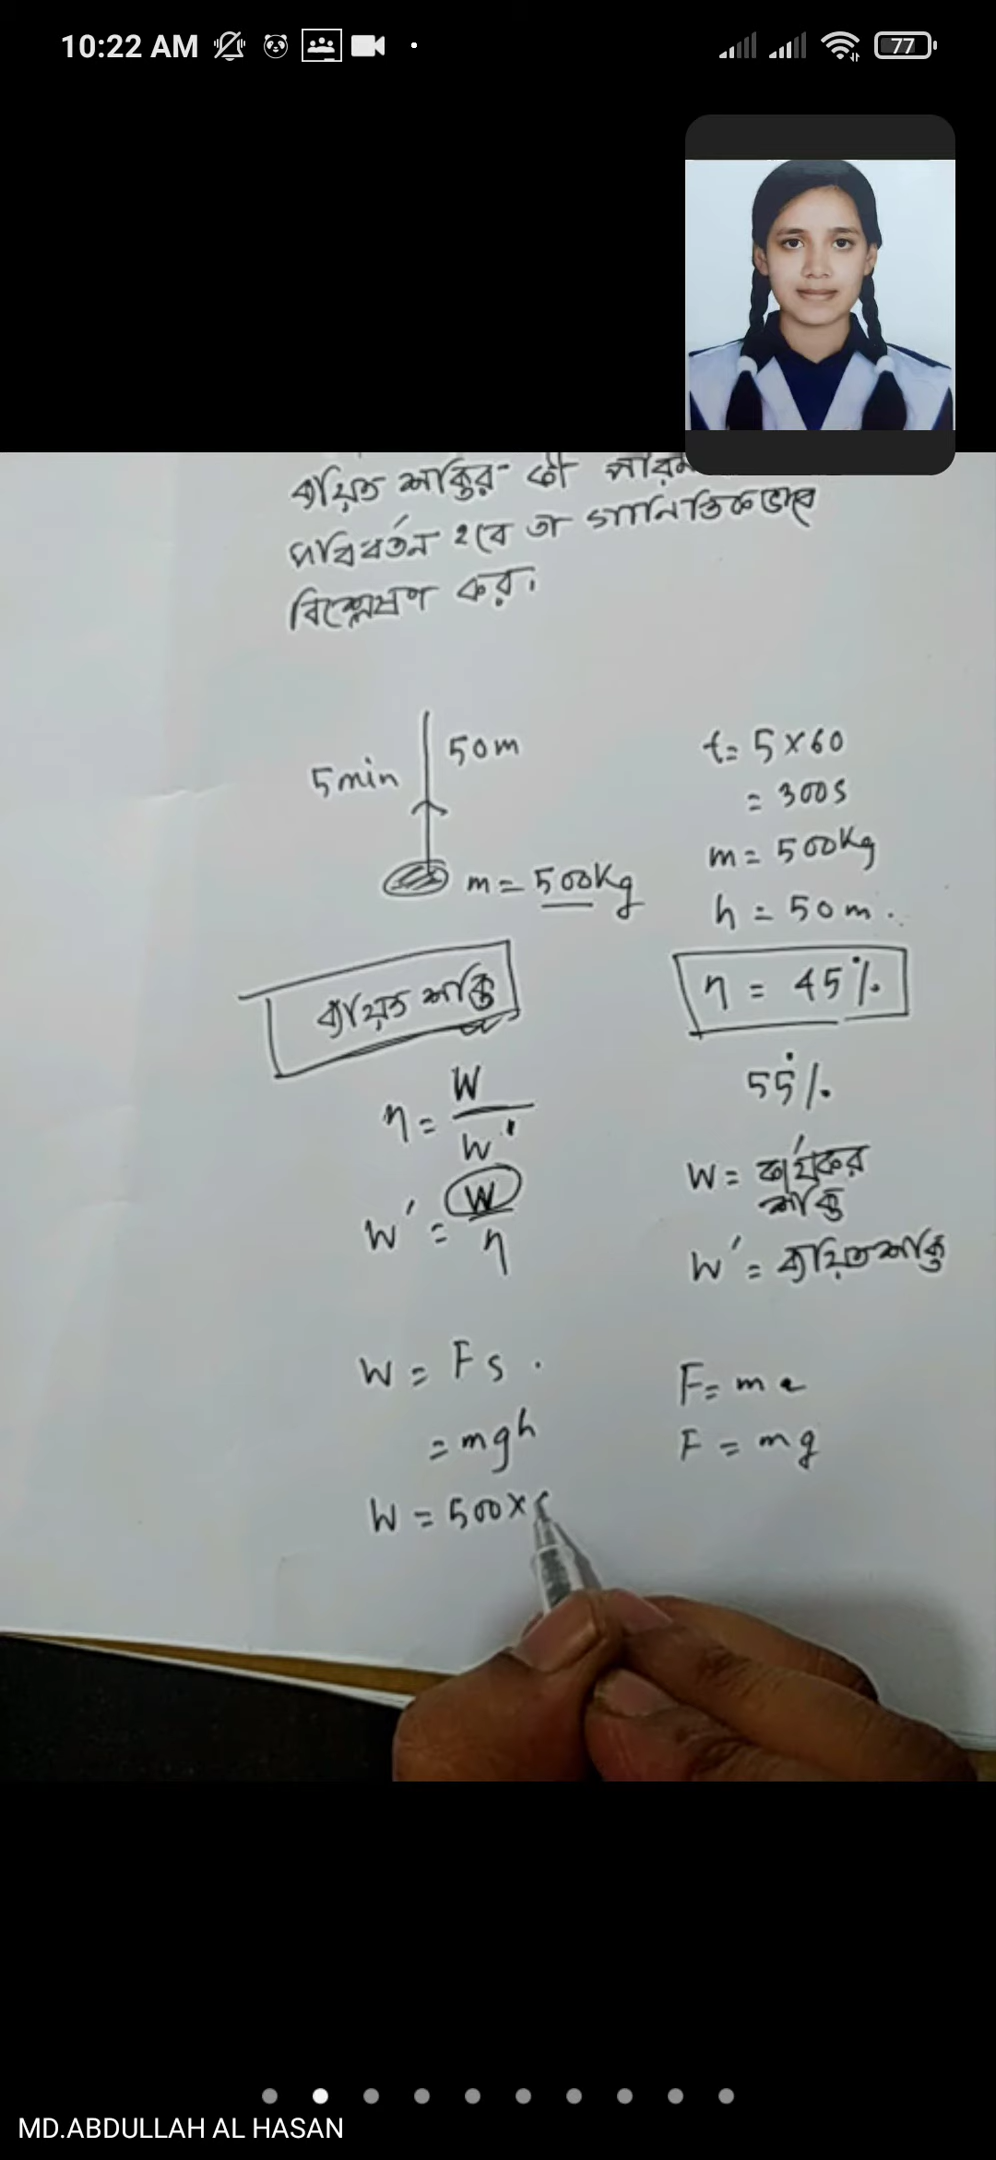 10:22 AM
77
ব্যয়িত শক্তির কী
পরিবর্তন হবে তা গানিতিকভাবে
বিশ্লেষণ কর।
5min 50m
m = 500kg
t = 5 × 60
= 300s
m = 500kg
h = 50m.
ব্যয়িত শক্তি
η = 45%
55%
η = W / W'
W' = W / η
W = কার্যকর
শক্তি
W' = ব্যয়িত শক্তি
W = Fs.
= mgh
W = 500×
F = ma
F = mg
MD.ABDULLAH AL HASAN